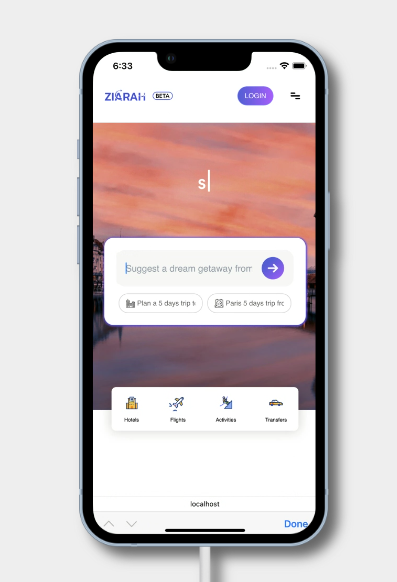 6:33
ZIARAH BETA LOGIN
s
Suggest a dream getaway from
Plan a 5 days trip t
Paris 5 days trip fro
Hotels Flights Activities Transfers
localhost
Done